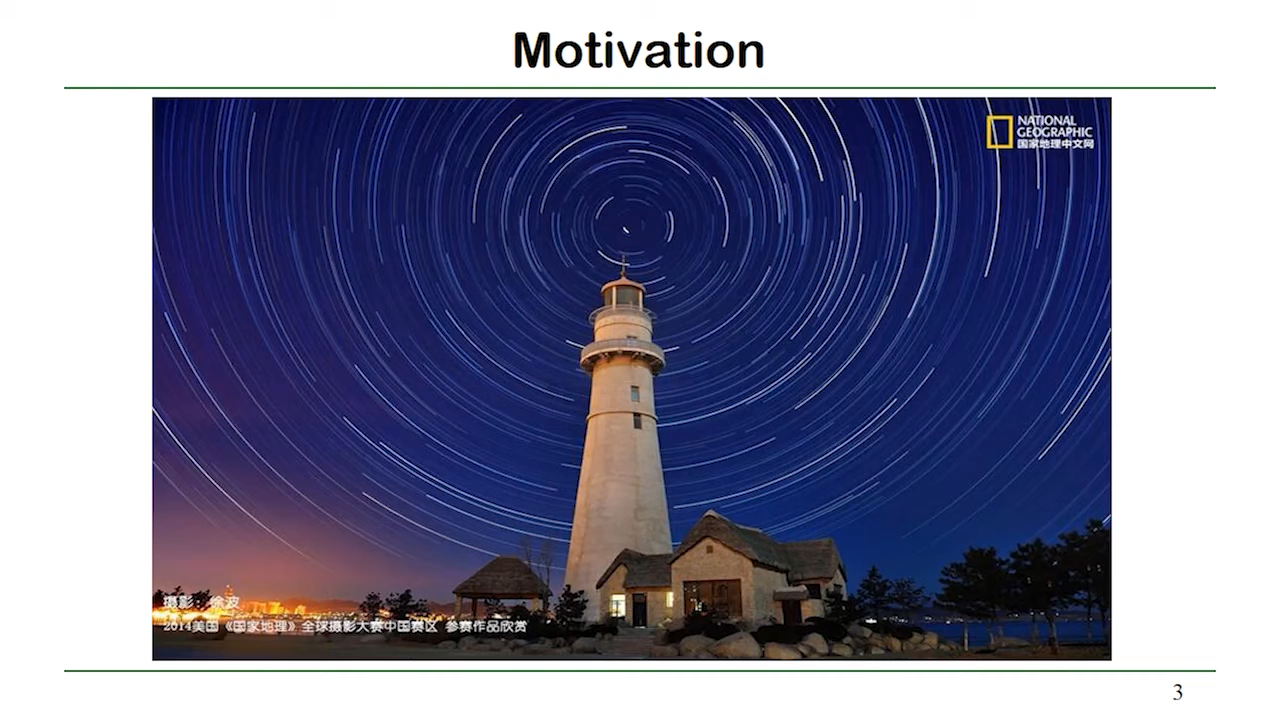 Motivation
NATIONAL
GEOGRAPHIC
国家地理中文网
摄影：徐波
2014美国《国家地理》全球摄影大赛中国赛区 参赛作品欣赏
3